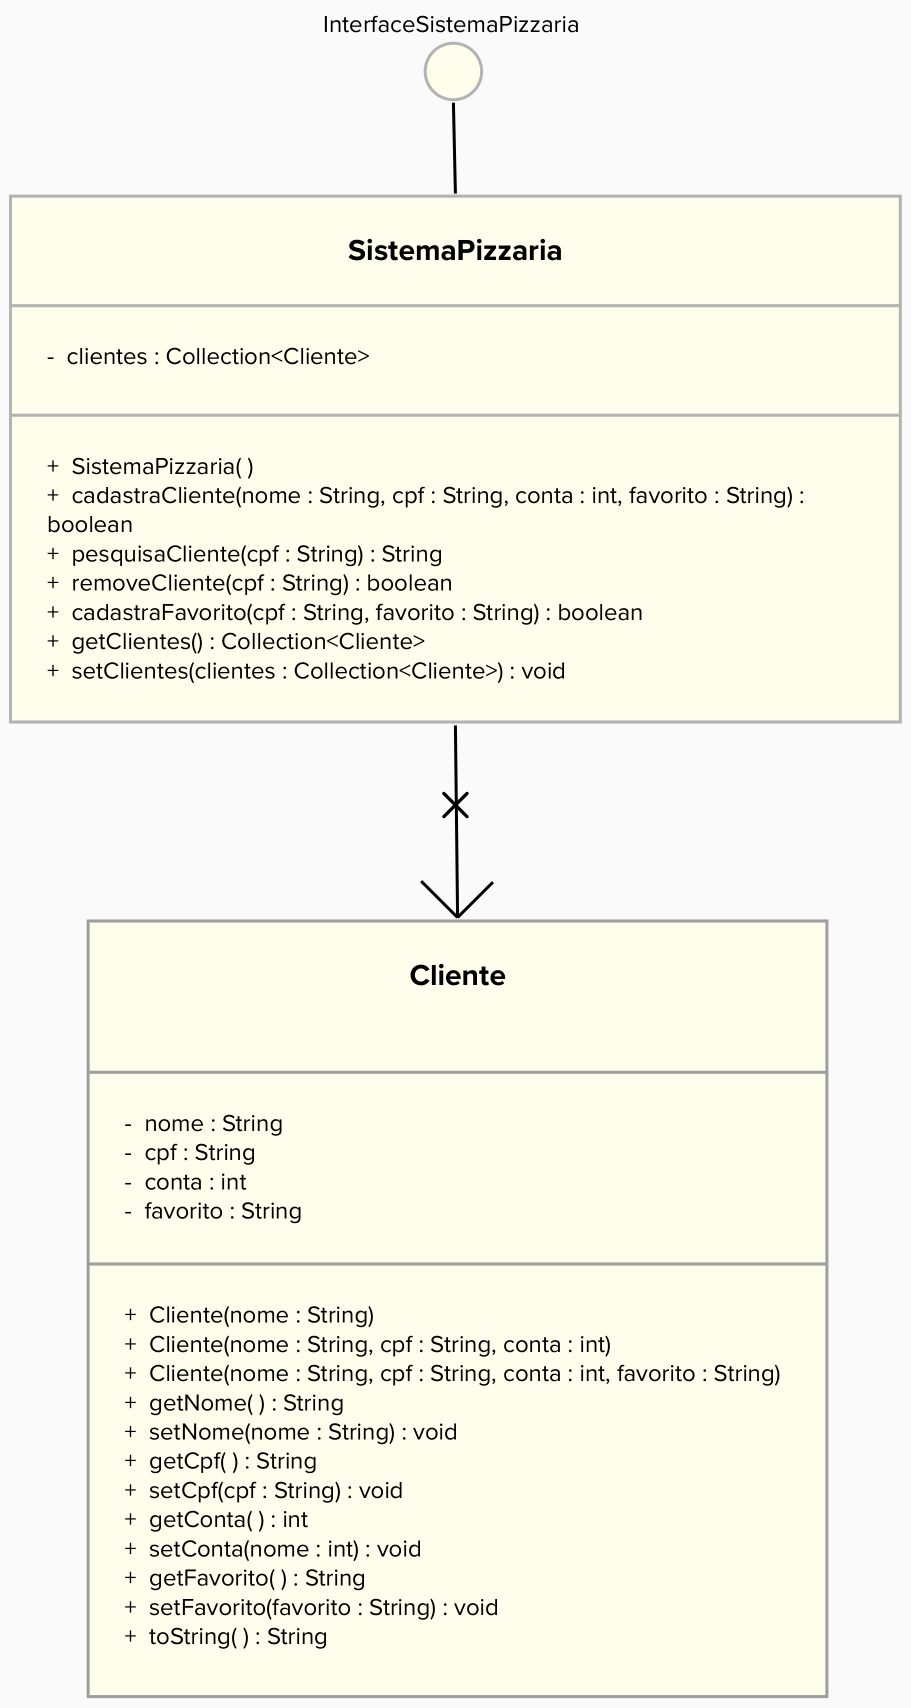 InterfaceSistemaPizzaria
SistemaPizzaria
- clientes : Collection<Cliente>
+ SistemaPizzaria( )
+ cadastraCliente(nome : String, cpf : String, conta : int, favorito : String) :
boolean
+ pesquisaCliente(cpf : String) : String
+ removeCliente(cpf : String) : boolean
+ cadastraFavorito(cpf : String, favorito : String) : boolean
+ getClientes() : Collection<Cliente>
+ setClientes(clientes : Collection<Cliente>) : void
Cliente
- nome : String
- cpf : String
- conta : int
- favorito : String
+ Cliente(nome : String)
+ Cliente(nome : String, cpf : String, conta : int)
+ Cliente(nome : String, cpf : String, conta : int, favorito : String)
+ getNome( ) : String
+ setNome(nome : String) : void
+ getCpf( ) : String
+ setCpf(cpf : String) : void
+ getConta( ) : int
+ setConta(nome : int) : void
+ getFavorito( ) : String
+ setFavorito(favorito : String) : void
+ toString( ) : String